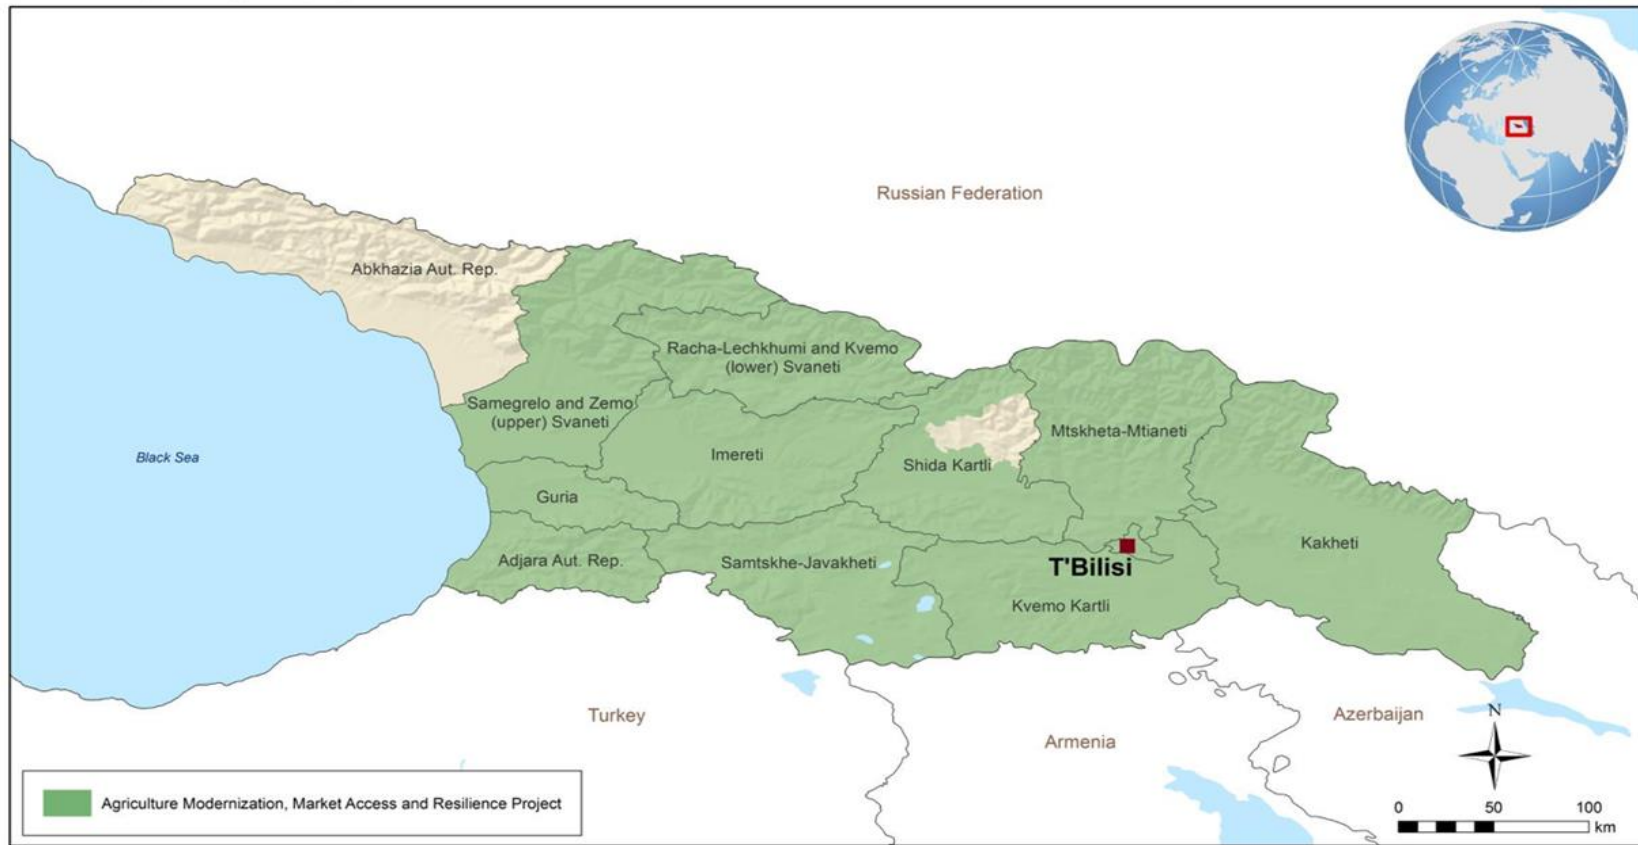 Russian Federation
Abkhazia Aut. Rep.
Racha-Lechkhumi and Kvemo
(lower) Svaneti
Samegrelo and Zemo
(upper) Svaneti
Mtskheta-Mtianeti
Black Sea
Imereti
Shida Kartli
Guria
Kakheti
Adjara Aut. Rep.
Samtskhe-Javakheti
T'Bilisi
Kvemo Kartli
Turkey
Armenia
Azerbaijan
N
Agriculture Modernization, Market Access and Resilience Project
0 50 100
km